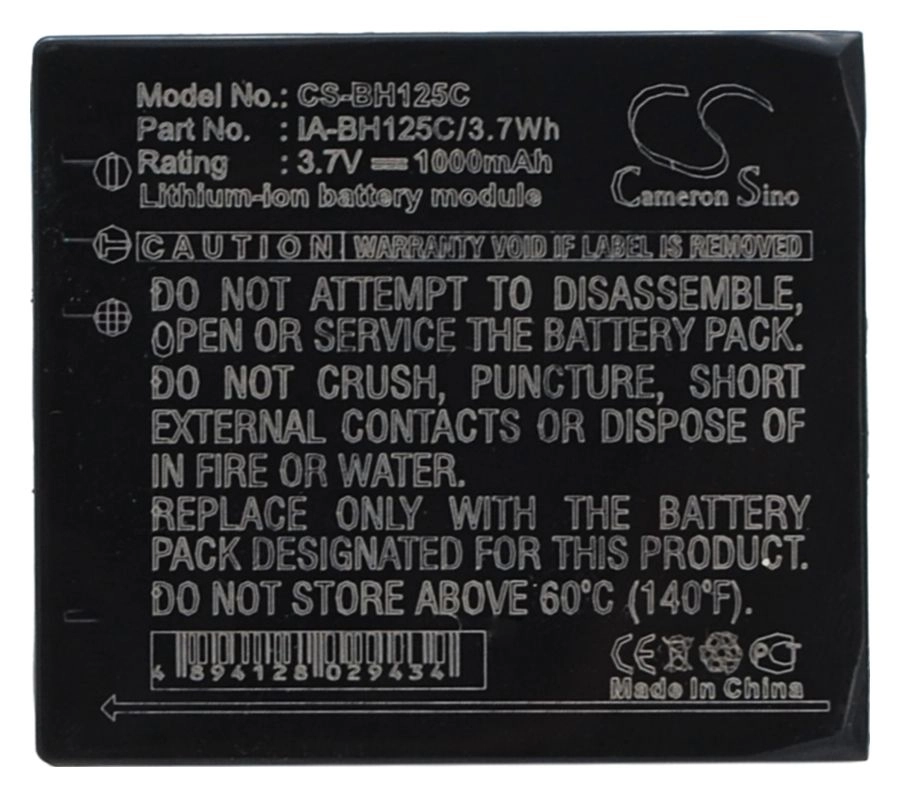 Model No.: CS-BH125C
Part No. : IA-BH125C/3.7Wh
Rating : 3.7V ⎓ 1000mAh
Lithium-ion battery module
CS
Cameron Sino
CAUTION WARRANTY VOID IF LABEL IS REMOVED
DO NOT ATTEMPT TO DISASSEMBLE,
OPEN OR SERVICE THE BATTERY PACK.
DO NOT CRUSH, PUNCTURE, SHORT
EXTERNAL CONTACTS OR DISPOSE OF
IN FIRE OR WATER.
REPLACE ONLY WITH THE BATTERY
PACK DESIGNATED FOR THIS PRODUCT.
DO NOT STORE ABOVE 60°C (140°F).
4 894128 029434
CE
Made In China